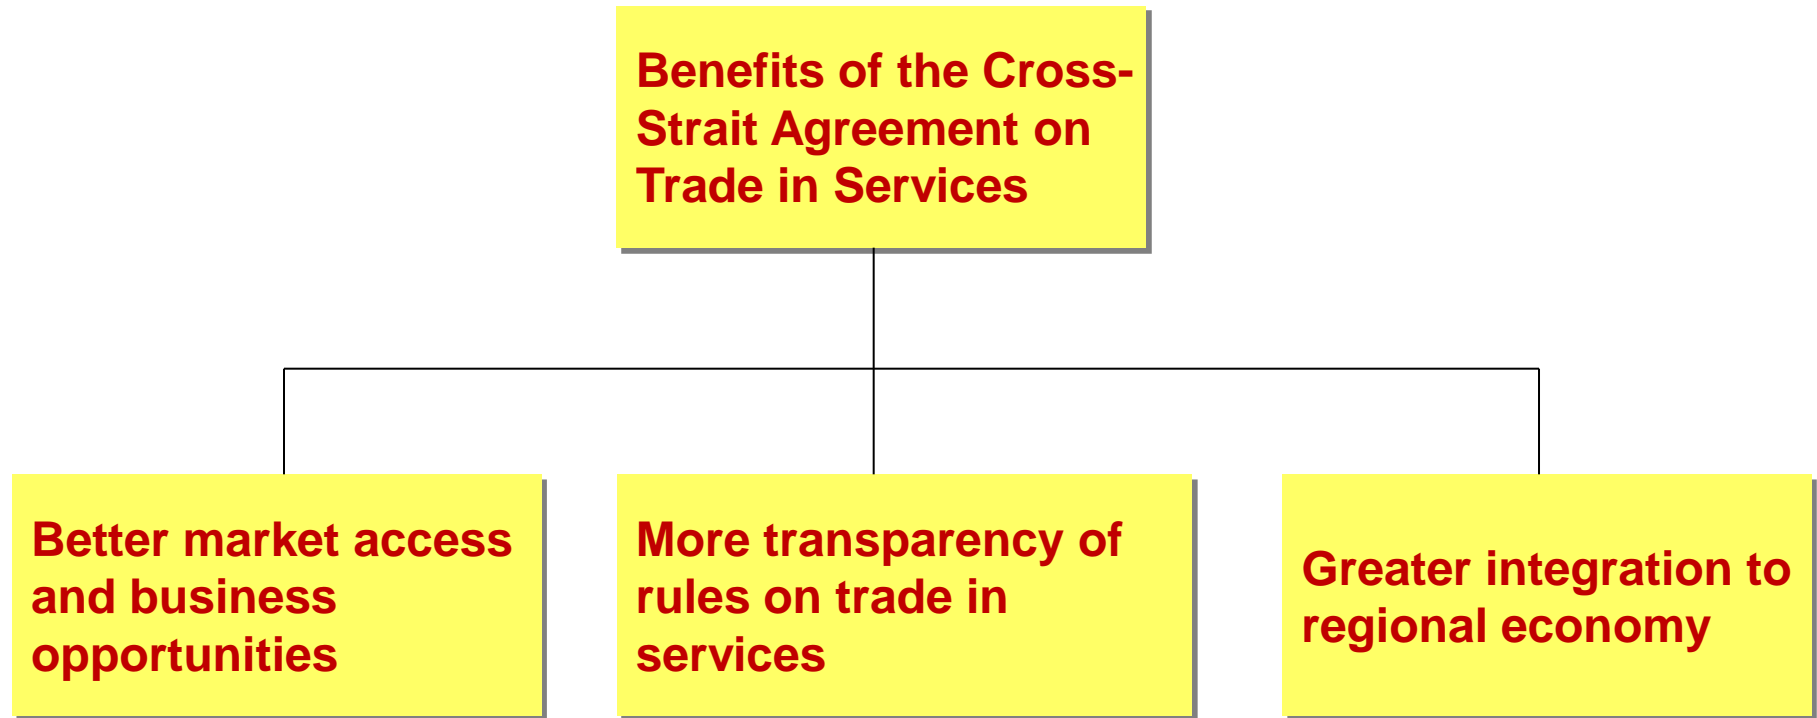 Benefits of the Cross-
Strait Agreement on
Trade in Services
Better market access
and business
opportunities
More transparency of
rules on trade in
services
Greater integration to
regional economy